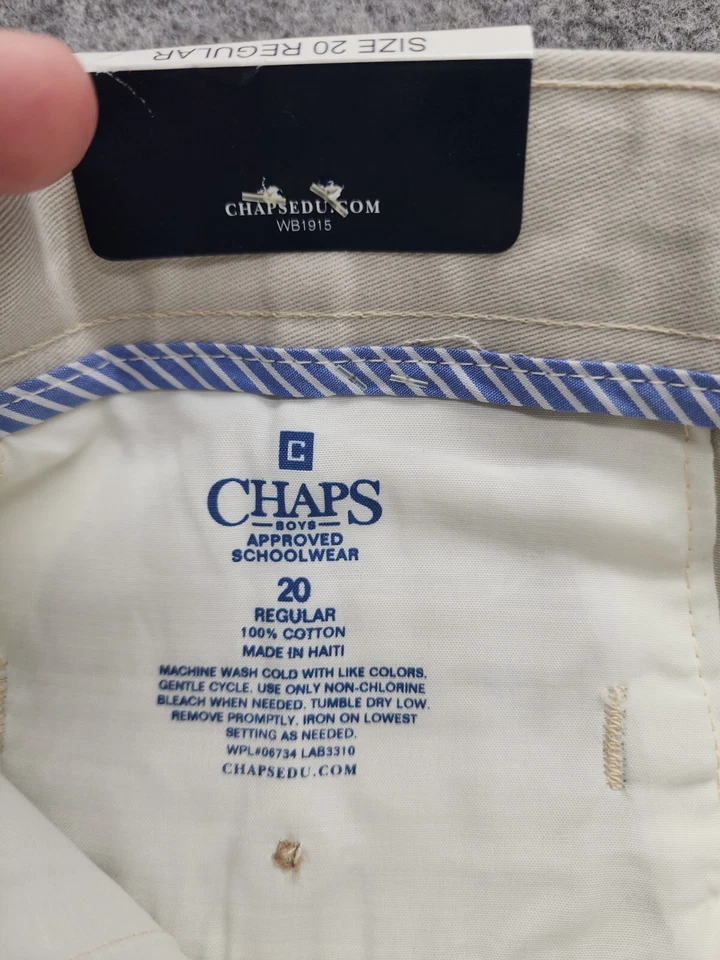 SIZE 20 REGULAR
CHAPSEDU.COM
WB1915
C
CHAPS
BOYS
APPROVED
SCHOOLWEAR
20
REGULAR
100% COTTON
MADE IN HAITI
MACHINE WASH COLD WITH LIKE COLORS.
GENTLE CYCLE. USE ONLY NON-CHLORINE
BLEACH WHEN NEEDED. TUMBLE DRY LOW.
REMOVE PROMPTLY. IRON ON LOWEST
SETTING AS NEEDED.
WPL#06734 LAB3310
CHAPSEDU.COM